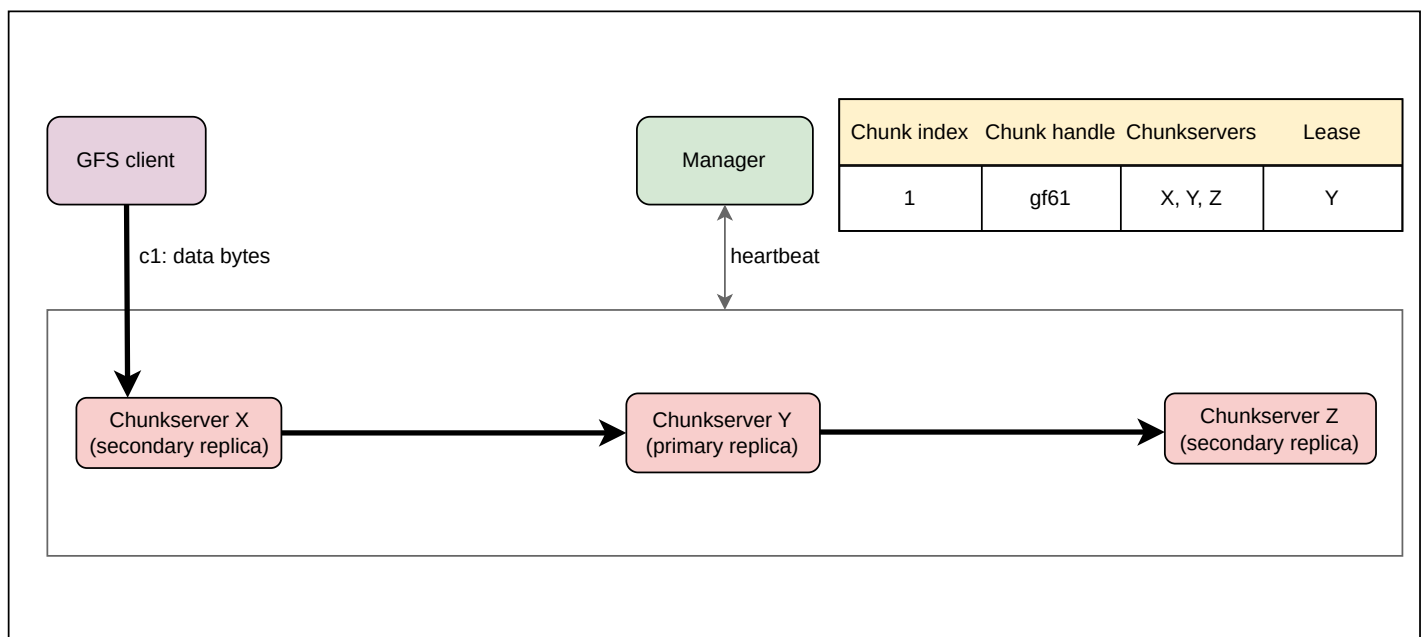 GFS client
Manager
Chunk index Chunk handle Chunkservers Lease
1 gf61 X, Y, Z Y
c1: data bytes
heartbeat
Chunkserver X
(secondary replica)
Chunkserver Y
(primary replica)
Chunkserver Z
(secondary replica)